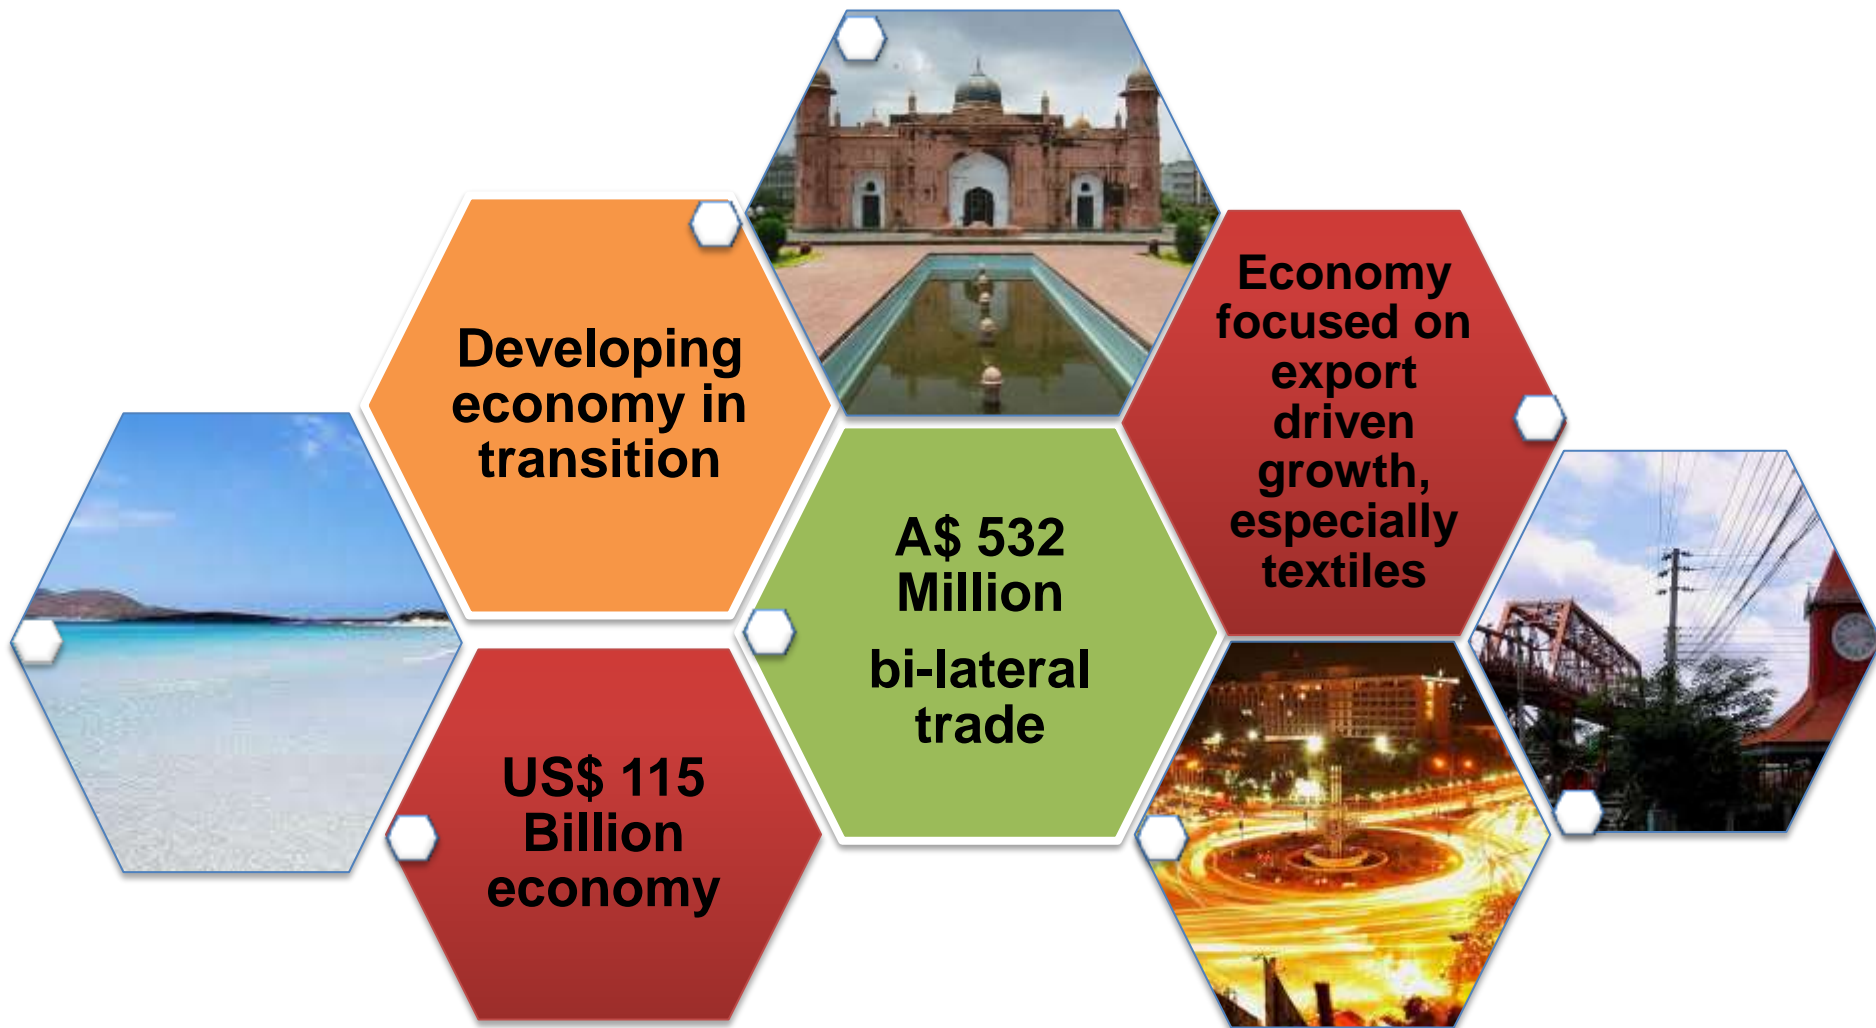 Developing
economy in
transition
US$ 115
Billion
economy
A$ 532
Million
bi-lateral
trade
Economy
focused on
export
driven
growth,
especially
textiles